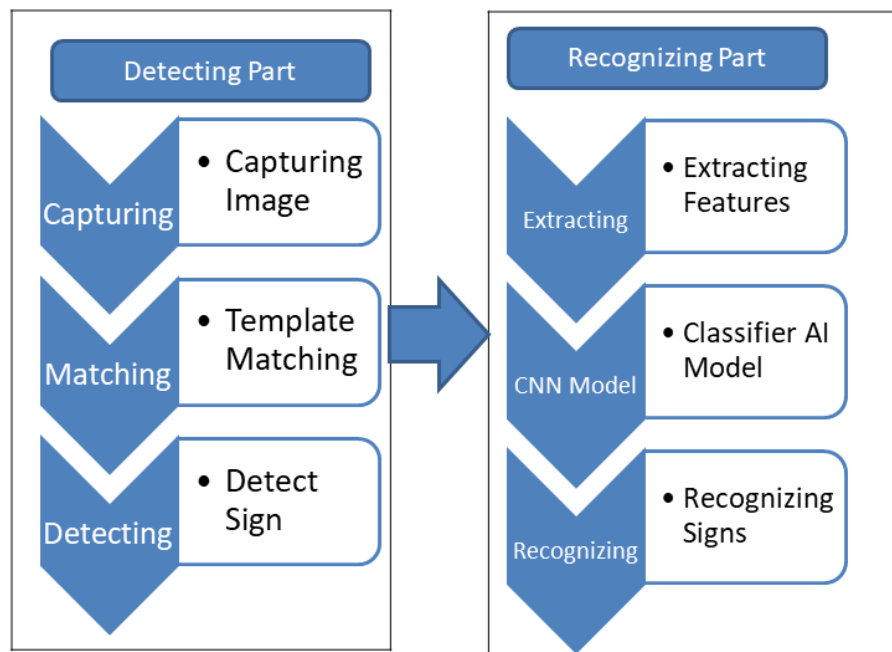 Detecting Part
Capturing
• Capturing
Image
Matching
• Template
Matching
Detecting
• Detect
Sign
Recognizing Part
Extracting
• Extracting
Features
CNN Model
• Classifier AI
Model
Recognizing
• Recognizing
Signs